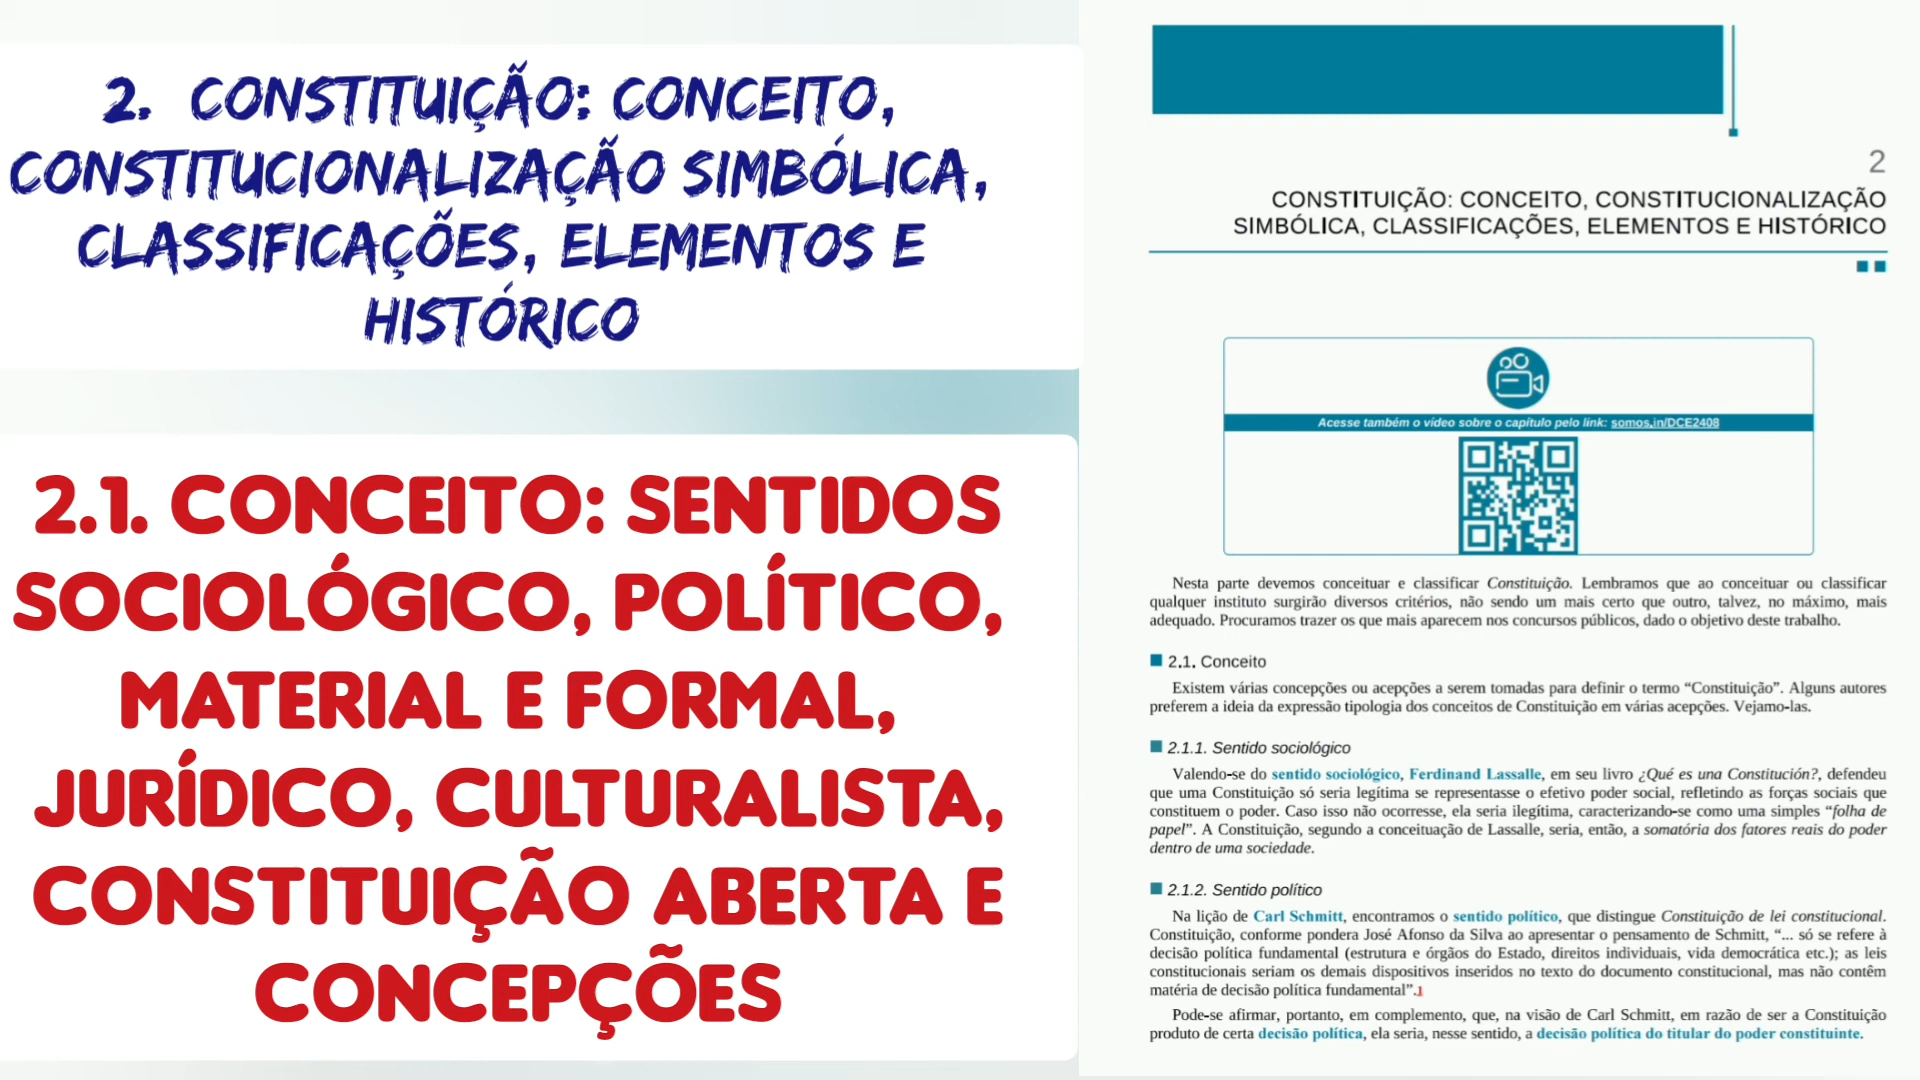 2. CONSTITUIÇÃO: CONCEITO,
CONSTITUCIONALIZAÇÃO SIMBÓLICA,
CLASSIFICAÇÕES, ELEMENTOS E
HISTÓRICO
2.1. CONCEITO: SENTIDOS
SOCIOLÓGICO, POLÍTICO,
MATERIAL E FORMAL,
JURÍDICO, CULTURALISTA,
CONSTITUIÇÃO ABERTA E
CONCEPÇÕES
2
CONSTITUIÇÃO: CONCEITO, CONSTITUCIONALIZAÇÃO
SIMBÓLICA, CLASSIFICAÇÕES, ELEMENTOS E HISTÓRICO
Acesse também o vídeo sobre o capítulo pelo link: somos.in/DCE2408
Nesta parte devemos conceituar e classificar Constituição. Lembramos que ao conceituar ou classificar
qualquer instituto surgirão diversos critérios, não sendo um mais certo que outro, talvez, no máximo, mais
adequado. Procuramos trazer os que mais aparecem nos concursos públicos, dado o objetivo deste trabalho.
2.1. Conceito
Existem várias concepções ou acepções a serem tomadas para definir o termo “Constituição”. Alguns autores
preferem a ideia da expressão tipologia dos conceitos de Constituição em várias acepções. Vejamo-las.
2.1.1. Sentido sociológico
Valendo-se do sentido sociológico, Ferdinand Lassalle, em seu livro ¿Qué es una Constitución?, defendeu
que uma Constituição só seria legítima se representasse o efetivo poder social, refletindo as forças sociais que
constituem o poder. Caso isso não ocorresse, ela seria ilegítima, caracterizando-se como uma simples “folha de
papel”. A Constituição, segundo a conceituação de Lassalle, seria, então, a somatória dos fatores reais do poder
dentro de uma sociedade.
2.1.2. Sentido político
Na lição de Carl Schmitt, encontramos o sentido político, que distingue Constituição de lei constitucional.
Constituição, conforme pondera José Afonso da Silva ao apresentar o pensamento de Schmitt, “... só se refere à
decisão política fundamental (estrutura e órgãos do Estado, direitos individuais, vida democrática etc.); as leis
constitucionais seriam os demais dispositivos inseridos no texto do documento constitucional, mas não contêm
matéria de decisão política fundamental”.1
Pode-se afirmar, portanto, em complemento, que, na visão de Carl Schmitt, em razão de ser a Constituição
produto de certa decisão política, ela seria, nesse sentido, a decisão política do titular do poder constituinte.